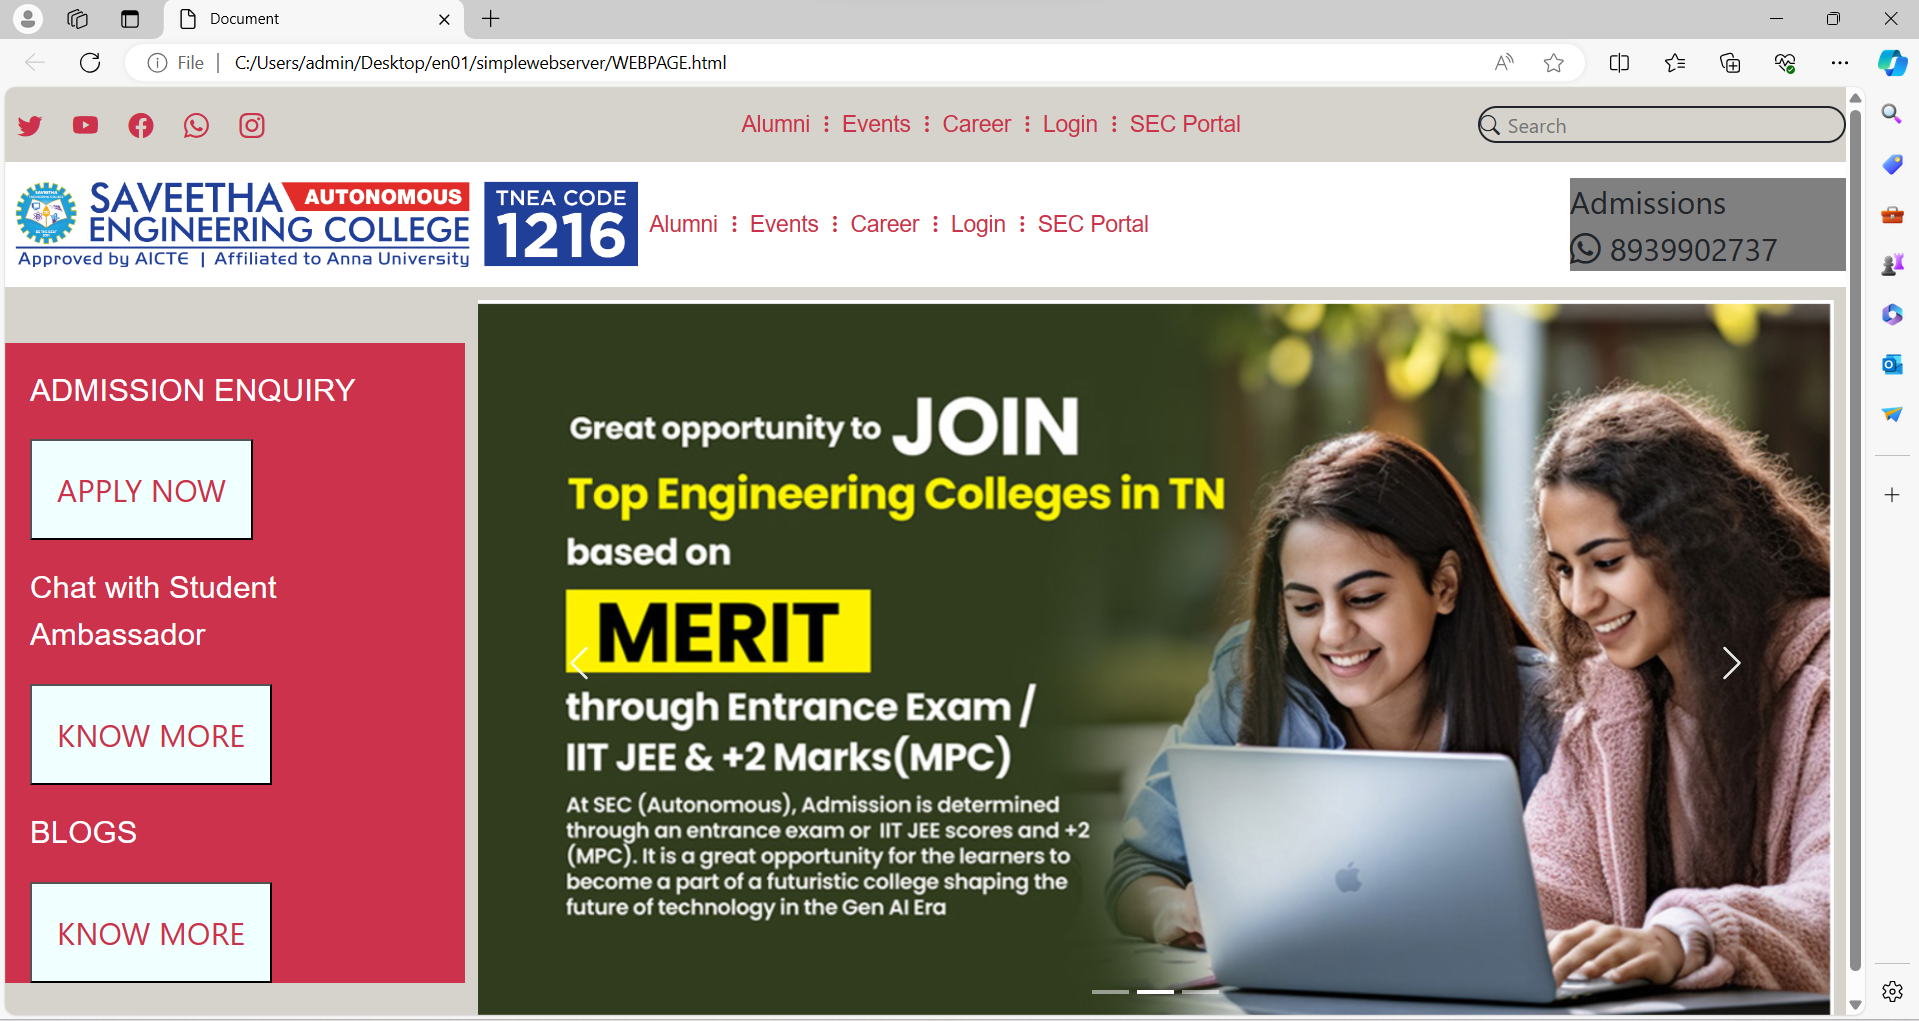 Document
File
C:/Users/admin/Desktop/en01/simplewebserver/WEBPAGE.html
Alumni ⋮ Events ⋮ Career ⋮ Login ⋮ SEC Portal
Search
SAVEETHA AUTONOMOUS
ENGINEERING COLLEGE
Approved by AICTE | Affiliated to Anna University
TNEA CODE
1216
Alumni ⋮ Events ⋮ Career ⋮ Login ⋮ SEC Portal
Admissions
8939902737
ADMISSION ENQUIRY
APPLY NOW
Chat with Student
Ambassador
KNOW MORE
BLOGS
KNOW MORE
Great opportunity to JOIN
Top Engineering Colleges in TN
based on
MERIT
through Entrance Exam /
IIT JEE & +2 Marks(MPC)
At SEC (Autonomous), Admission is determined
through an entrance exam or IIT JEE scores and +2
(MPC). It is a great opportunity for the learners to
become a part of a futuristic college shaping the
future of technology in the Gen AI Era